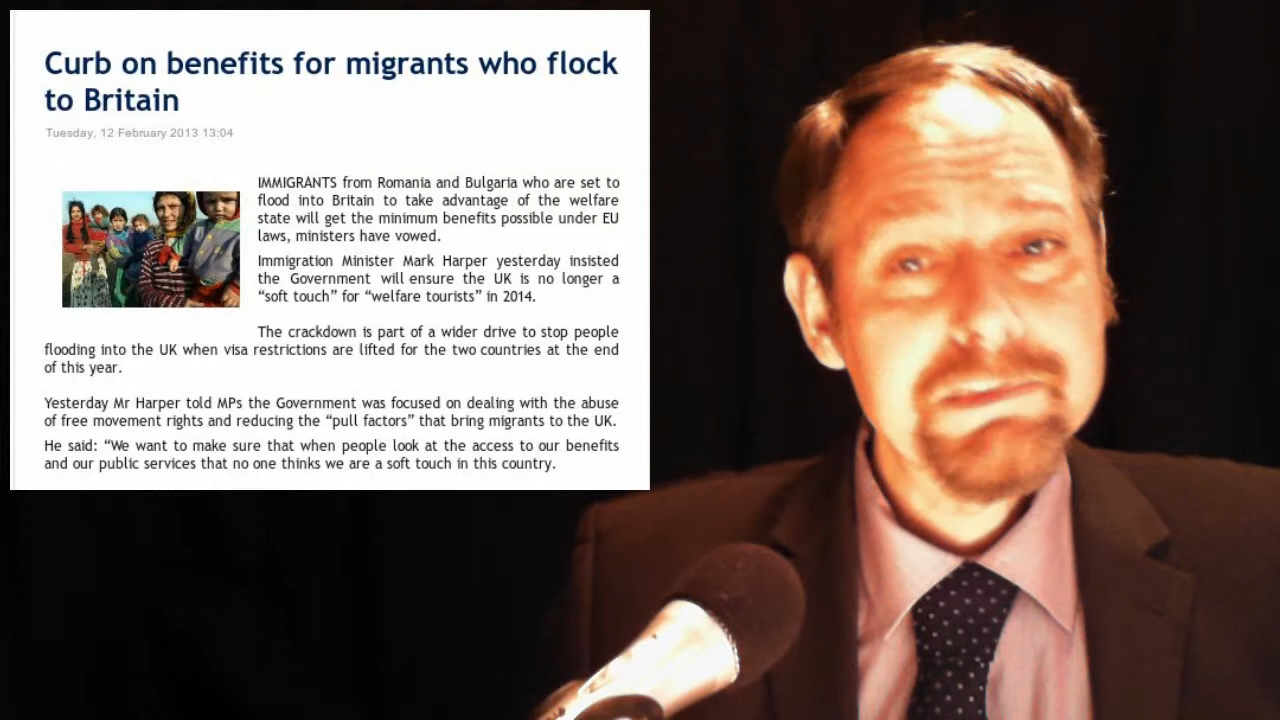 Curb on benefits for migrants who flock
to Britain
Tuesday, 12 February 2013 13:04
IMMIGRANTS from Romania and Bulgaria who are set to
flood into Britain to take advantage of the welfare
state will get the minimum benefits possible under EU
laws, ministers have vowed.
Immigration Minister Mark Harper yesterday insisted
the Government will ensure the UK is no longer a
“soft touch” for “welfare tourists” in 2014.
The crackdown is part of a wider drive to stop people
flooding into the UK when visa restrictions are lifted for the two countries at the end
of this year.
Yesterday Mr Harper told MPs the Government was focused on dealing with the abuse
of free movement rights and reducing the “pull factors” that bring migrants to the UK.
He said: “We want to make sure that when people look at the access to our benefits
and our public services that no one thinks we are a soft touch in this country.